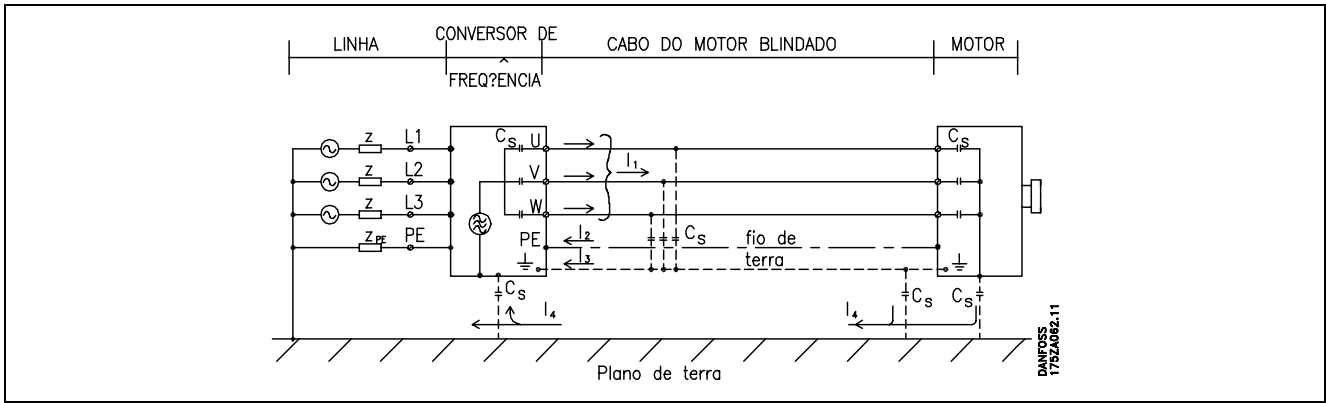 LINHA
CONVERSOR DE
^
FREQ?ENCIA
CABO DO MOTOR BLINDADO
MOTOR
z L1
z L2
z L3
Z PE PE
Cs U
V
W
PE
I1
I2
I3
Cs
fio de
terra
Cs
Cs
I4
I4
Cs
Cs
Plano de terra
DANFOSS
175ZA062.11